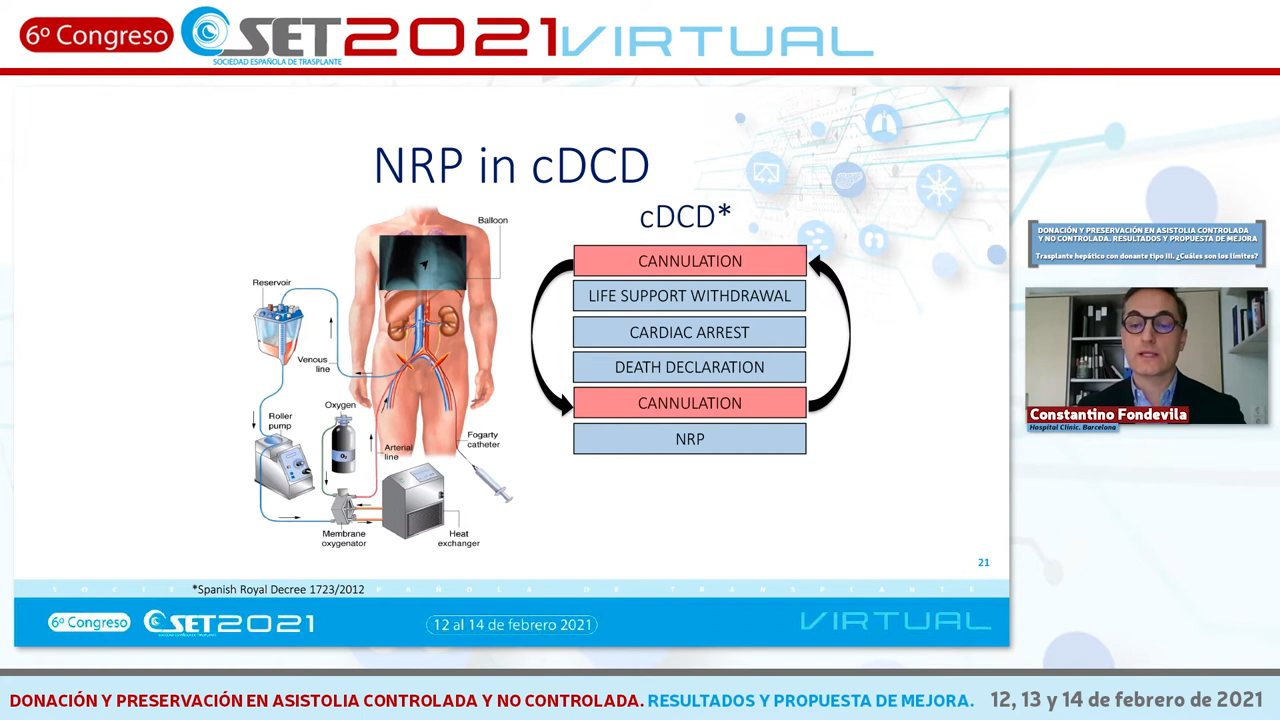 6º Congreso
SET2021VIRTUAL
SOCIEDAD ESPAÑOLA DE TRASPLANTE
NRP in cDCD
Balloon
Reservoir
Venous
line
Roller
pump
Oxygen
O₂
Arterial
line
Fogarty
catheter
Membrane
oxygenator
Heat
exchanger
cDCD*
CANNULATION
LIFE SUPPORT WITHDRAWAL
CARDIAC ARREST
DEATH DECLARATION
CANNULATION
NRP
21
*Spanish Royal Decree 1723/2012
6º Congreso
SET2021
12 al 14 de febrero 2021
VIRTUAL
DONACIÓN Y PRESERVACIÓN EN ASISTOLIA CONTROLADA
Y NO CONTROLADA. RESULTADOS Y PROPUESTA DE MEJORA
Trasplante hepático con donante tipo III. ¿Cuáles son los límites?
Constantino Fondevila
Hospital Clínic. Barcelona
DONACIÓN Y PRESERVACIÓN EN ASISTOLIA CONTROLADA Y NO CONTROLADA. RESULTADOS Y PROPUESTA DE MEJORA. 12, 13 y 14 de febrero de 2021